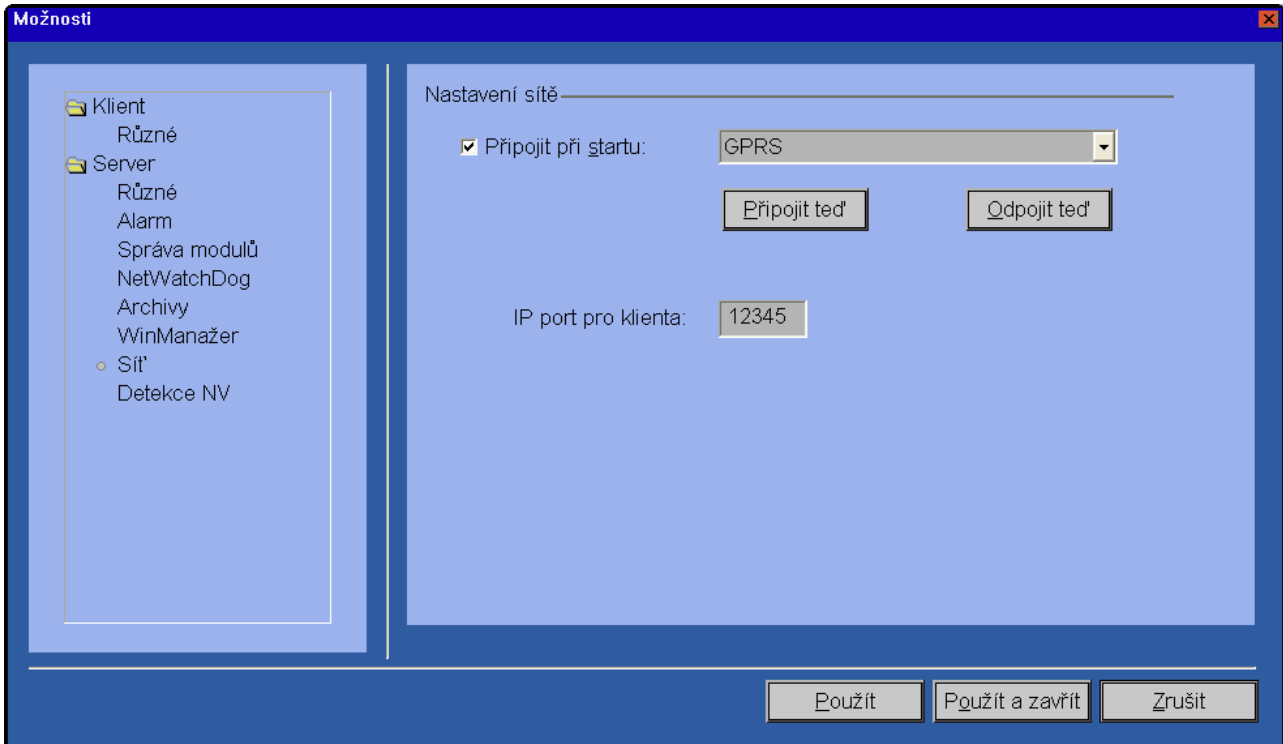 Možnosti
Klient
Různé
Server
Různé
Alarm
Správa modulů
NetWatchDog
Archivy
WinManažer
Síť
Detekce NV
Nastavení sítě
Připojit při startu: GPRS
Připojit teď Odpojit teď
IP port pro klienta: 12345
Použít Použít a zavřít Zrušit